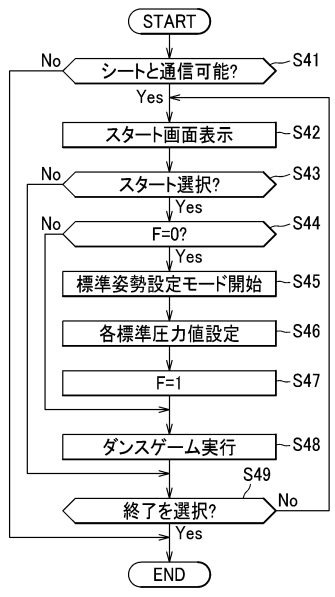 START
No
シートと通信可能?
S41
Yes
スタート画面表示
S42
スタート選択?
S43
No
Yes
F=0?
S44
No
Yes
標準姿勢設定モード開始
S45
各標準圧力値設定
S46
F=1
S47
ダンスゲーム実行
S48
S49
終了を選択?
No
Yes
END